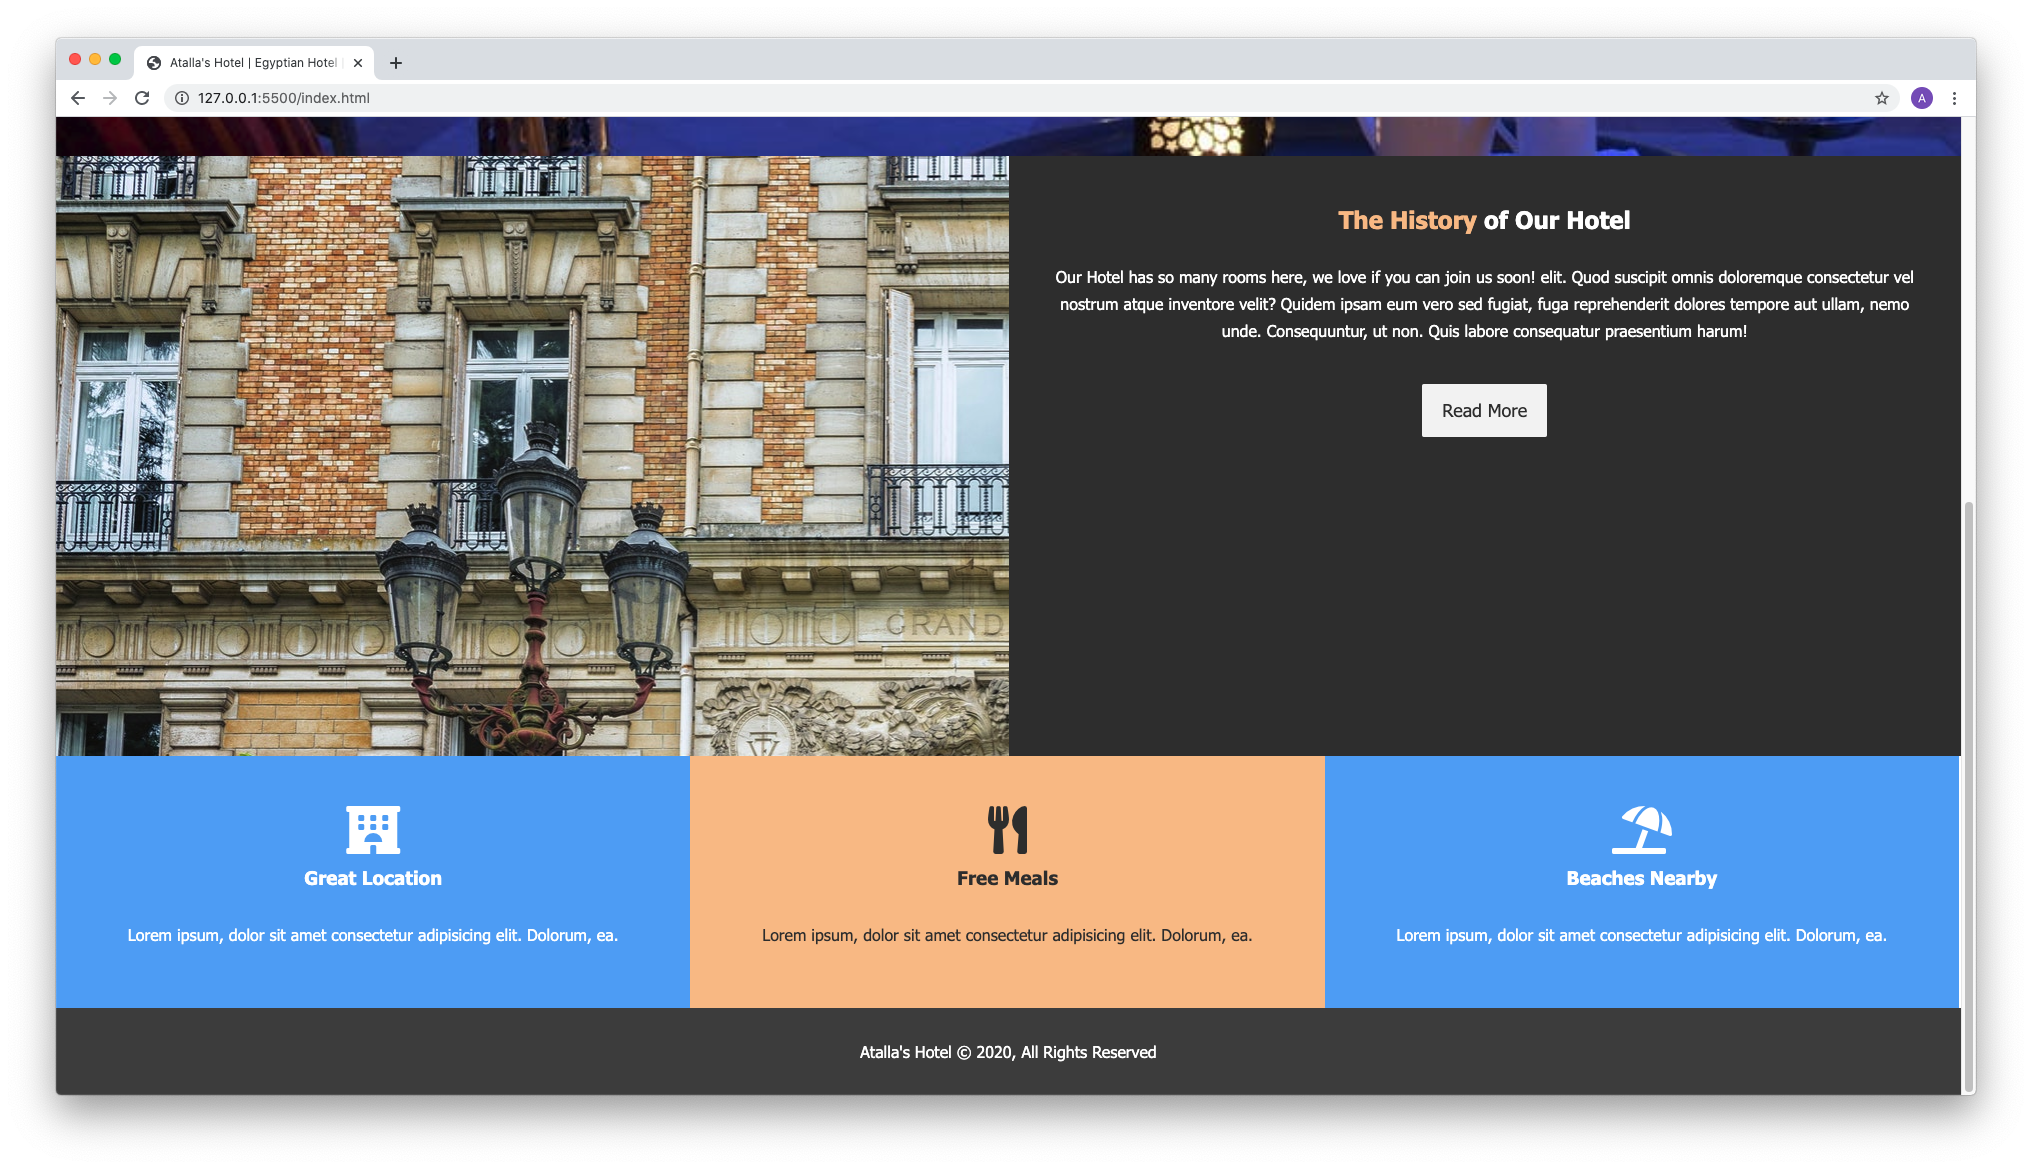 Atalla's Hotel | Egyptian Hotel
127.0.0.1:5500/index.html
A
The History of Our Hotel
Our Hotel has so many rooms here, we love if you can join us soon! elit. Quod suscipit omnis doloremque consectetur vel
nostrum atque inventore velit? Quidem ipsam eum vero sed fugiat, fuga reprehenderit dolores tempore aut ullam, nemo
unde. Consequuntur, ut non. Quis labore consequatur praesentium harum!
Read More
GRAND
Great Location
Lorem ipsum, dolor sit amet consectetur adipisicing elit. Dolorum, ea.
Free Meals
Lorem ipsum, dolor sit amet consectetur adipisicing elit. Dolorum, ea.
Beaches Nearby
Lorem ipsum, dolor sit amet consectetur adipisicing elit. Dolorum, ea.
Atalla's Hotel © 2020, All Rights Reserved